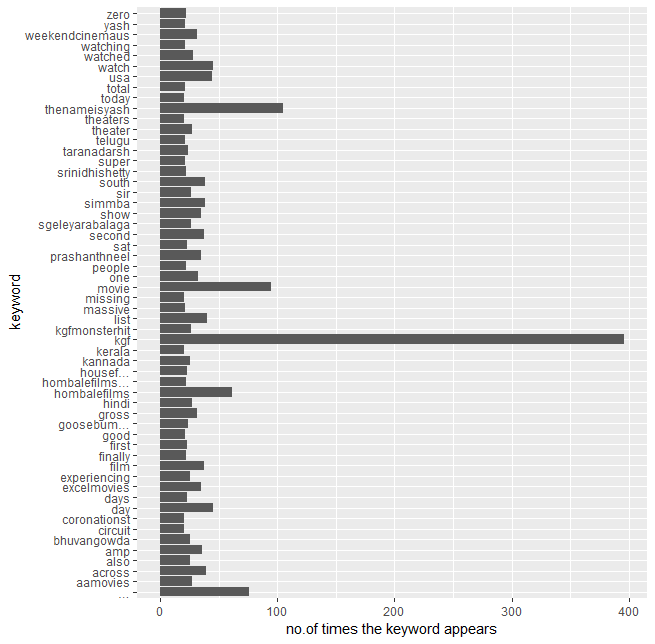 zero
yash
weekendcinemaus
watching
watched
watch
usa
total
today
thenameisyash
theaters
theater
telugu
taranadarsh
super
srinidhishetty
south
sir
simmba
show
sgeleyarabalaga
second
sat
prashanthneel
people
one
movie
missing
massive
list
kgfmonsterhit
kgf
kerala
kannada
housef…
hombalefilms…
hombalefilms
hindi
gross
goosebum…
good
first
finally
film
experiencing
excelmovies
days
day
coronationst
circuit
bhuvangowda
amp
also
across
aamovies
…
keyword
0 100 200 300 400
no.of times the keyword appears